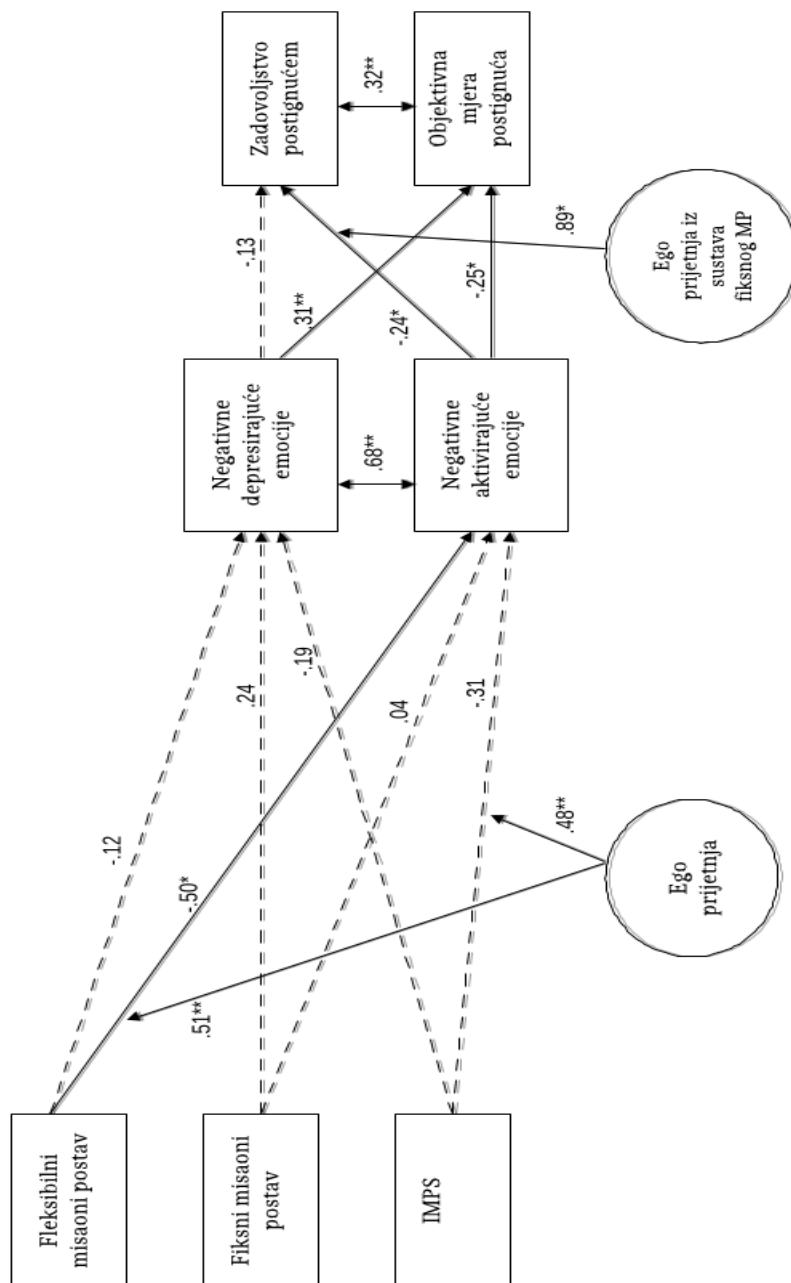 Fleksibilni
misaoni postav
Fiksni misaoni
postav
IMPS
-.12
-.50*
.51**
.24
.04
-.19
-.31
.48**
Ego
prijetnja
Negativne
depresirajuće
emocije
.68**
Negativne
aktivirajuće
emocije
-.13
.31**
-.24*
-.25*
.89*
Ego
prijetnja iz
sustava
fiksnog MP
Zadovoljstvo
postignućem
.32**
Objektivna
mjera
postignuća